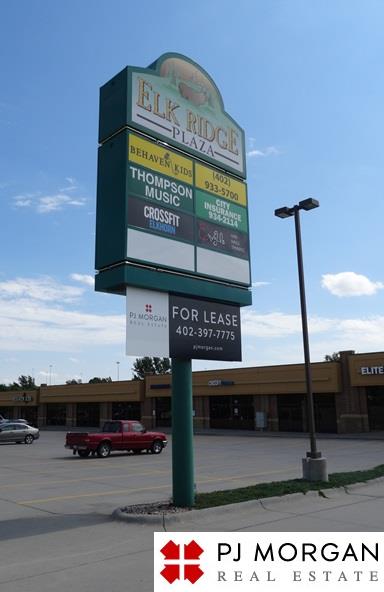 ELK RIDGE
PLAZA
BEHAVEN KIDS
(402)
933-5700
THOMPSON
MUSIC
CITY
INSURANCE
934-2114
CROSSFIT
ELKHORN
PJ MORGAN
REAL ESTATE
FOR LEASE
402-397-7775
pjmorgan.com
ELITE
PJ MORGAN
REAL ESTATE